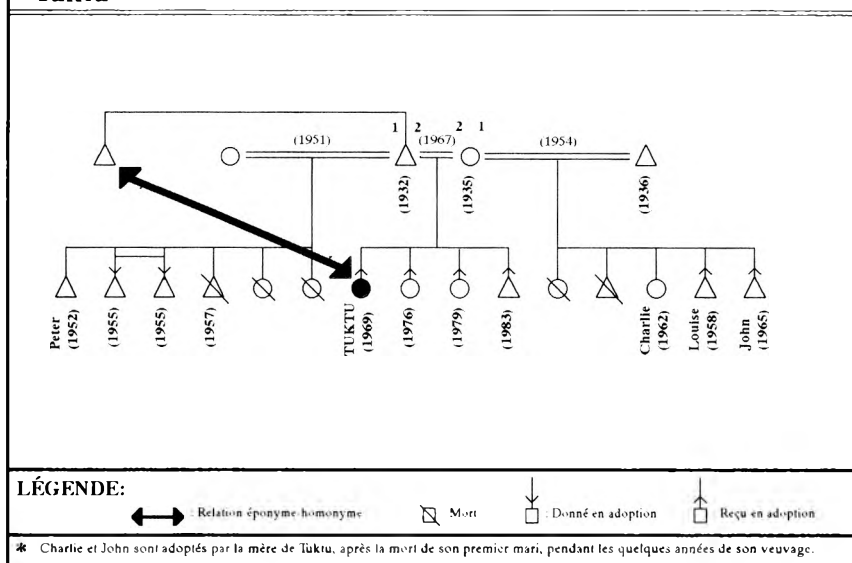 Tuktu
1 2 2 1
(1951) (1967) (1954)
(1932) (1935) (1936)
Peter (1952)
(1955)
(1955)
(1957)
TUKTU (1969)
(1976)
(1979)
(1983)
Charlie (1962)
Louise (1958)
John (1965)
LÉGENDE:
: Relation éponyme-homonyme
Mort
: Donné en adoption
: Reçu en adoption
* Charlie et John sont adoptés par la mère de Tuktu, après la mort de son premier mari, pendant les quelques années de son veuvage.